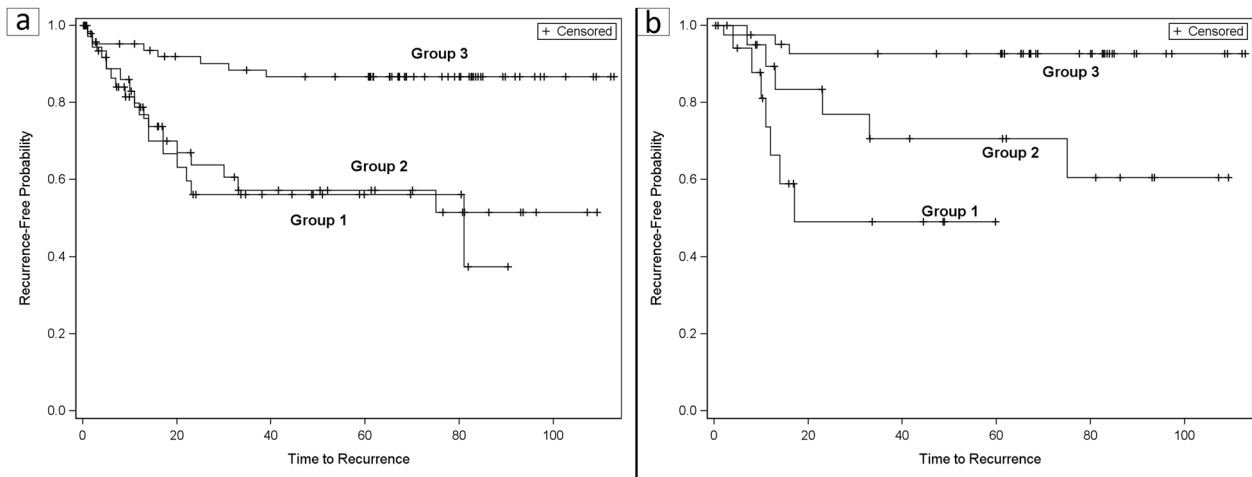 a
+ Censored
Group 3
Group 2
Group 1
Recurrence-Free Probability
1.0
0.8
0.6
0.4
0.2
0.0
0 20 40 60 80 100
Time to Recurrence
b
+ Censored
Group 3
Group 2
Group 1
Recurrence-Free Probability
1.0
0.8
0.6
0.4
0.2
0.0
0 20 40 60 80 100
Time to Recurrence